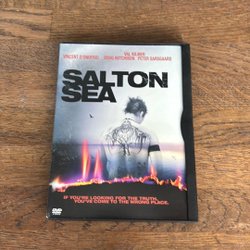 VAL KILMER
VINCENT D'ONOFRIO DOUG HUTCHISON PETER SARSGAARD
SALTON
SEA
IF YOU'RE LOOKING FOR THE TRUTH,
YOU'VE COME TO THE WRONG PLACE.
DVD